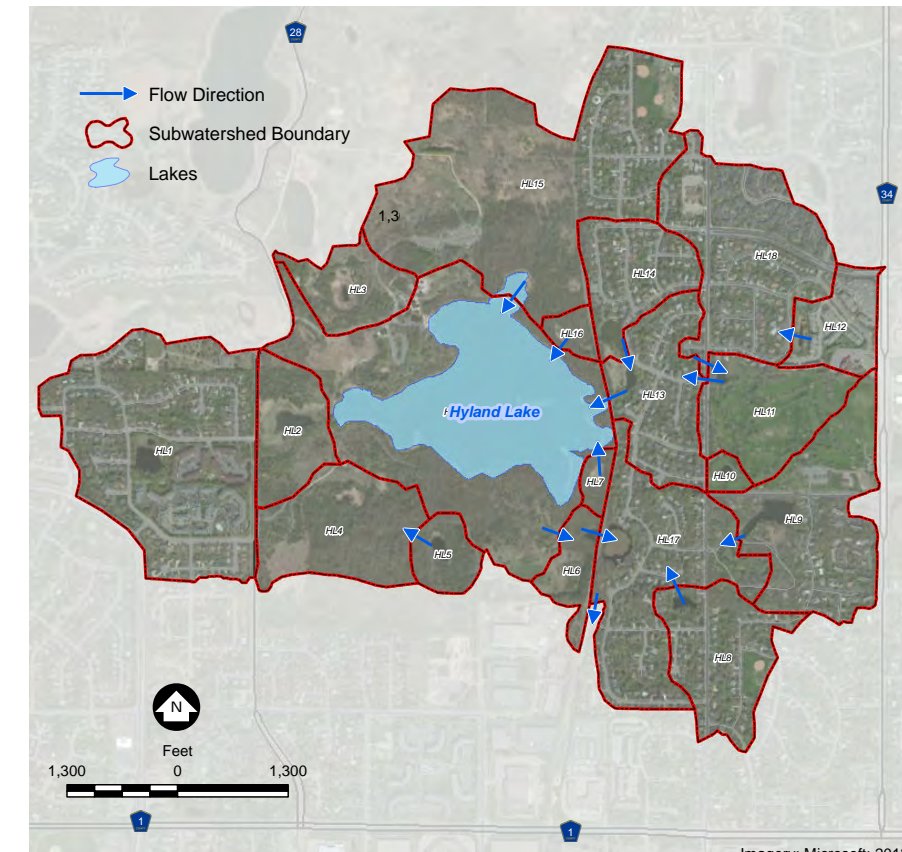 28
Flow Direction
Subwatershed Boundary
Lakes
HL15
34
1,3
HL18
HL14
HL3
HL12
HL16
HL13
Hyland Lake
HL11
HL2
HL1
HL10
HL7
HL9
HL4
HL17
HL5
HL6
HL8
N
Feet
1,300 0 1,300
1
1